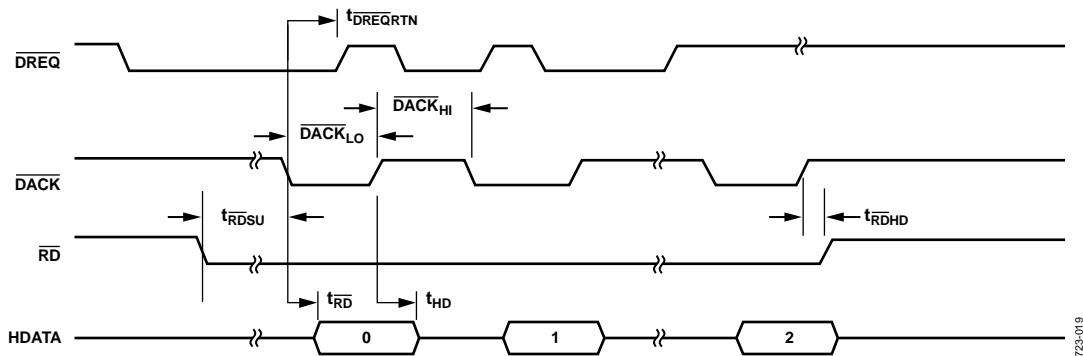 tDREQRTN
DREQ
DACKHI
DACKLO
DACK
tRDSU
tRDHD
RD
tRD
tHD
HDATA
0
1
2
723-019